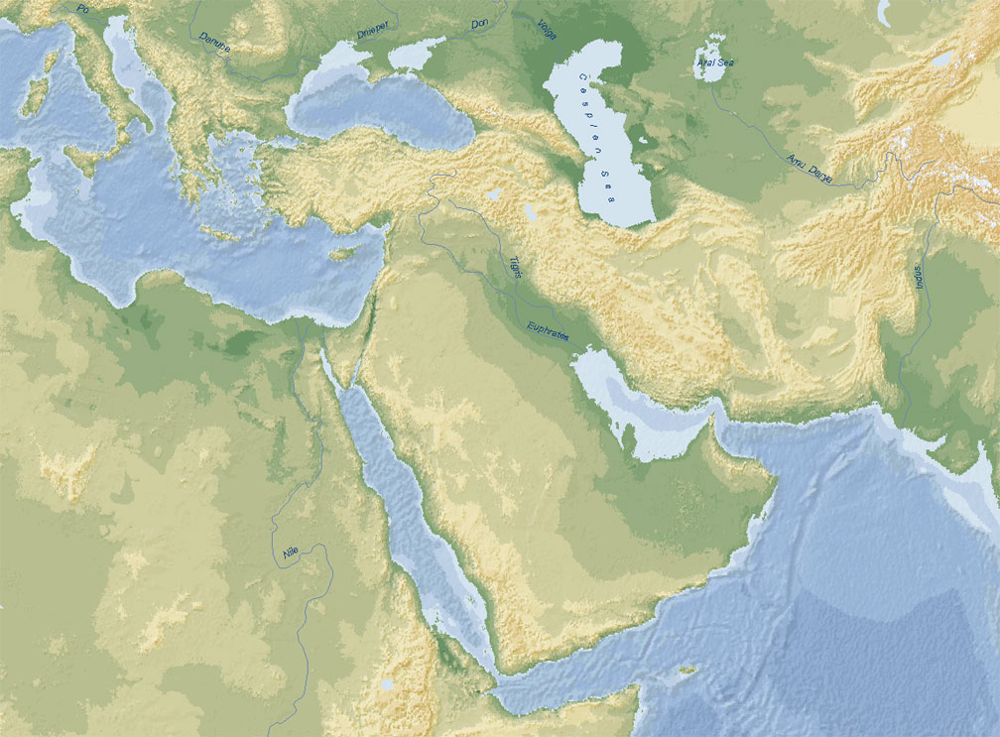 Po
Danube
Dnieper
Don
Volga
Aral Sea
Caspian Sea
Amu Darya
Tigris
Indus
Euphrates
Nile